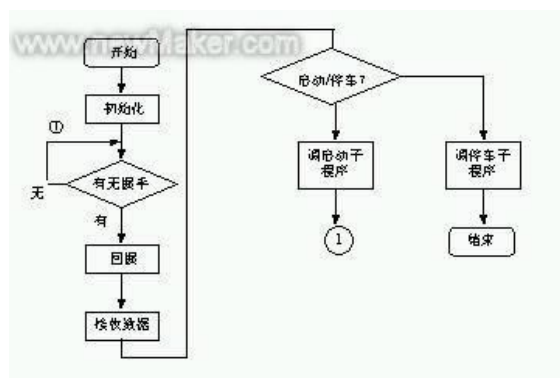 www.newMaker.com
开始
初始化
①
有无握手
无
有
回握
接收数据
启动/停车?
调启动子
程序
调停车子
程序
1
结束